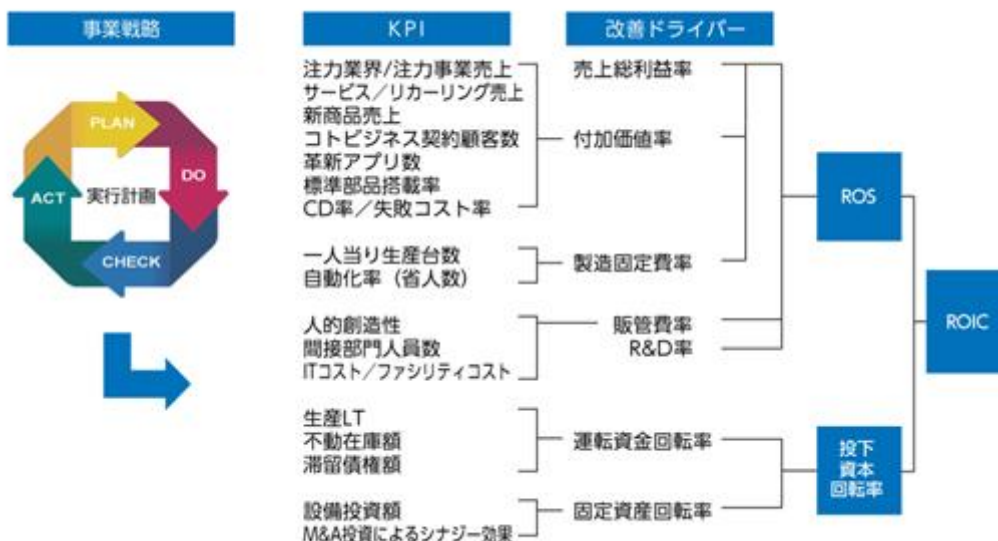 事業戦略
PLAN
DO
CHECK
ACT
実行計画
KPI
注力業界/注力事業売上
サービス／リカーリング売上
新商品売上
コトビジネス契約顧客数
革新アプリ数
標準部品搭載率
CD率／失敗コスト率
一人当り生産台数
自動化率（省人数）
人的創造性
間接部門人員数
ITコスト／ファシリティコスト
生産LT
不動在庫額
滞留債権額
設備投資額
M&A投資によるシナジー効果
改善ドライバー
売上総利益率
付加価値率
製造固定費率
販管費率
R&D率
運転資金回転率
固定資産回転率
ROS
投下
資本
回転率
ROIC